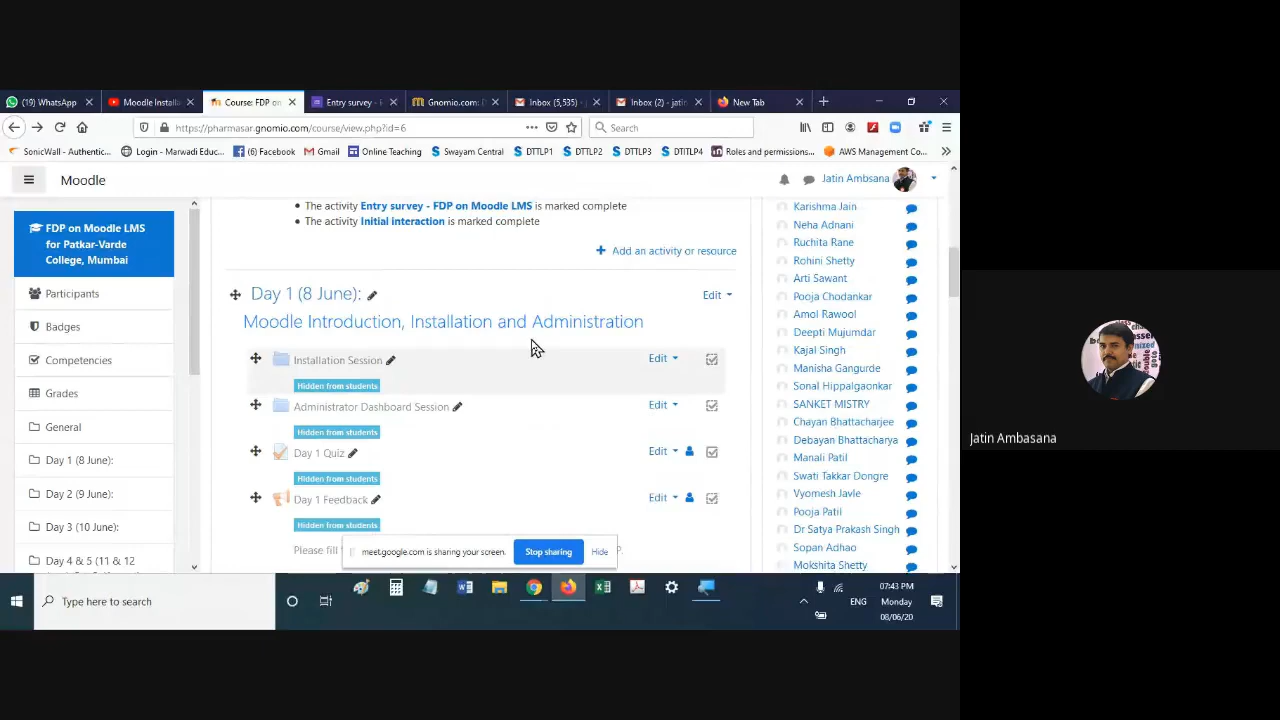 (19) WhatsApp
Moodle Install
Course: FDP on
Entry survey -
Gnomio.com:
Inbox (5,535) -
Inbox (2) - jatin
New Tab
https://pharmasar.gnomio.com/course/view.php?id=6
Search
SonicWall - Authentic...
Login - Marwadi Educ...
(6) Facebook
Gmail
Online Teaching
Swayam Central
DTTLP1
DTTLP2
DTTLP3
DTITLP4
Roles and permissions...
AWS Management Co...
Moodle
Jatin Ambsana
FDP on Moodle LMS
for Patkar-Varde
College, Mumbai
Participants
Badges
Competencies
Grades
General
Day 1 (8 June):
Day 2 (9 June):
Day 3 (10 June):
Day 4 & 5 (11 & 12
The activity Entry survey - FDP on Moodle LMS is marked complete
The activity Initial interaction is marked complete
Add an activity or resource
Day 1 (8 June):
Edit
Moodle Introduction, Installation and Administration
Installation Session
Edit
Hidden from students
Administrator Dashboard Session
Edit
Hidden from students
Day 1 Quiz
Edit
Hidden from students
Day 1 Feedback
Edit
Hidden from students
Please fill
meet.google.com is sharing your screen.
Stop sharing
Hide
Karishma Jain
Neha Adnani
Ruchita Rane
Rohini Shetty
Arti Sawant
Pooja Chodankar
Amol Rawool
Deepti Mujumdar
Kajal Singh
Manisha Gangurde
Sonal Hippalgaonkar
SANKET MISTRY
Chayan Bhattacharjee
Debayan Bhattacharya
Manali Patil
Swati Takkar Dongre
Vyomesh Javle
Pooja Patil
Dr Satya Prakash Singh
Sopan Adhao
Mokshita Shetty
Type here to search
ENG
07:43 PM
Monday
08/06/20
Jatin Ambasana